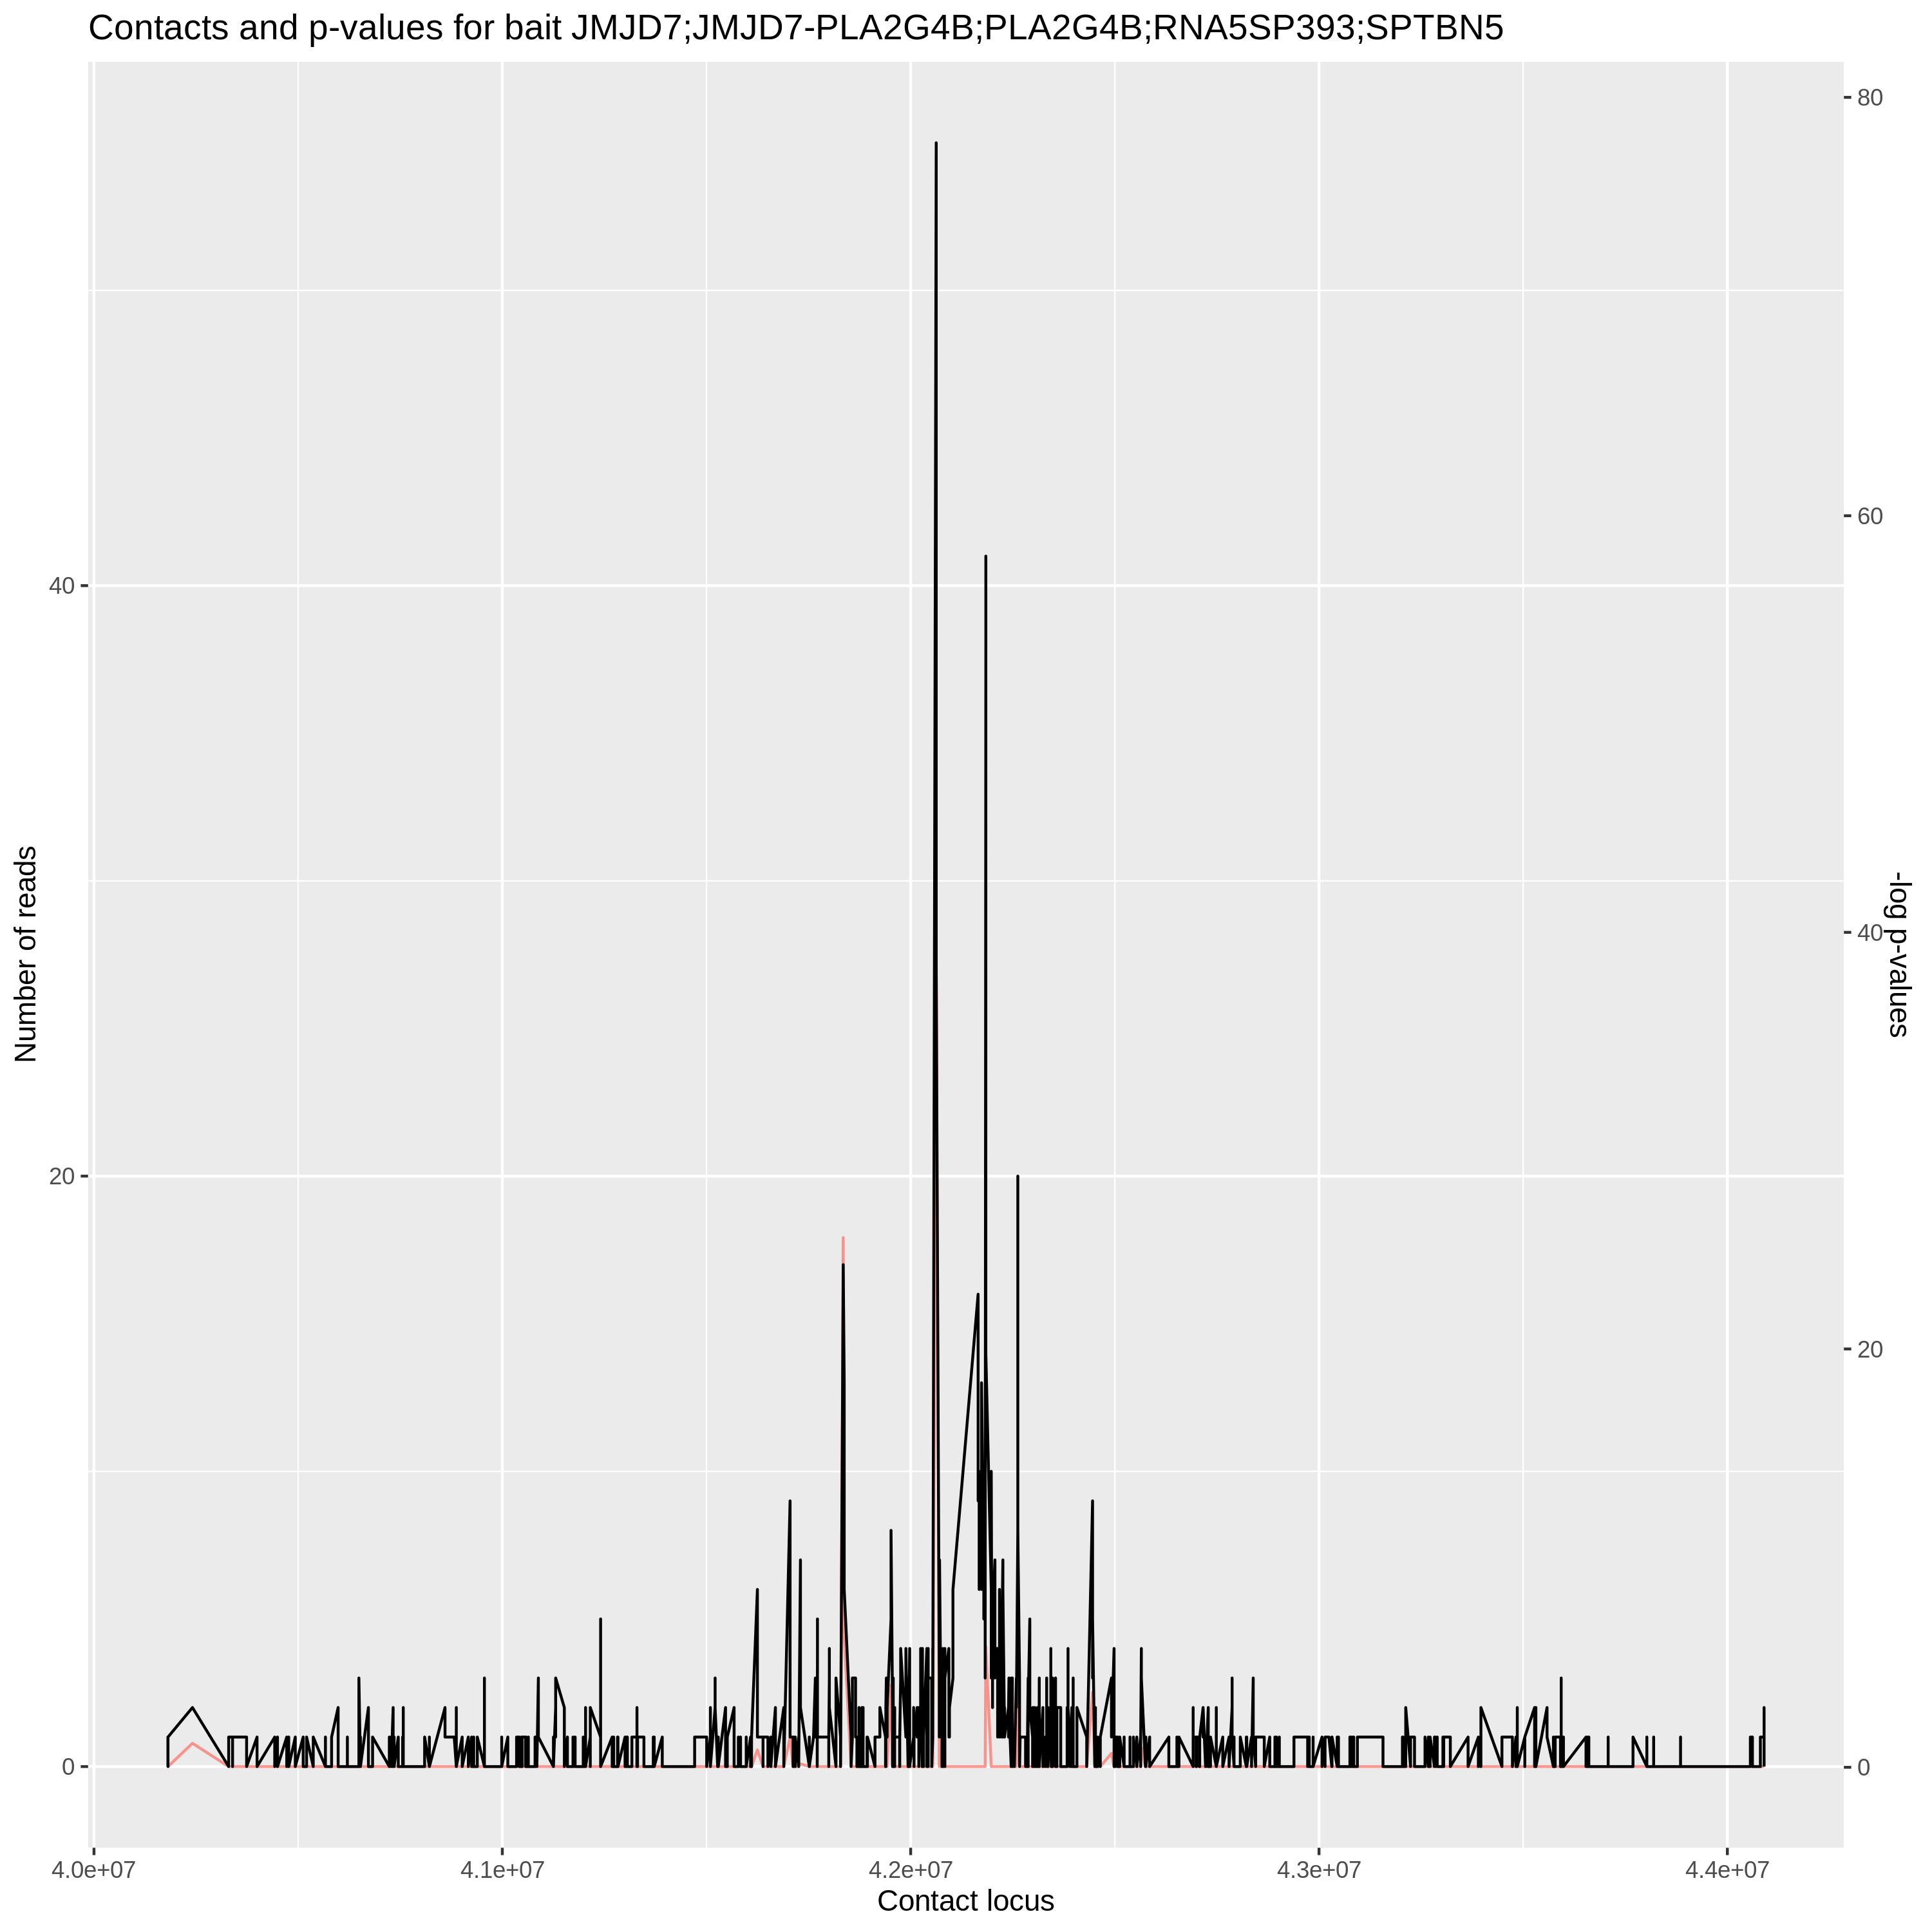 Contacts and p-values for bait JMJD7;JMJD7-PLA2G4B;PLA2G4B;RNA5SP393;SPTBN5
80
60
40
40
20
20
0
0
Number of reads
-log p-values
4.0e+07
4.1e+07
4.2e+07
4.3e+07
4.4e+07
Contact locus